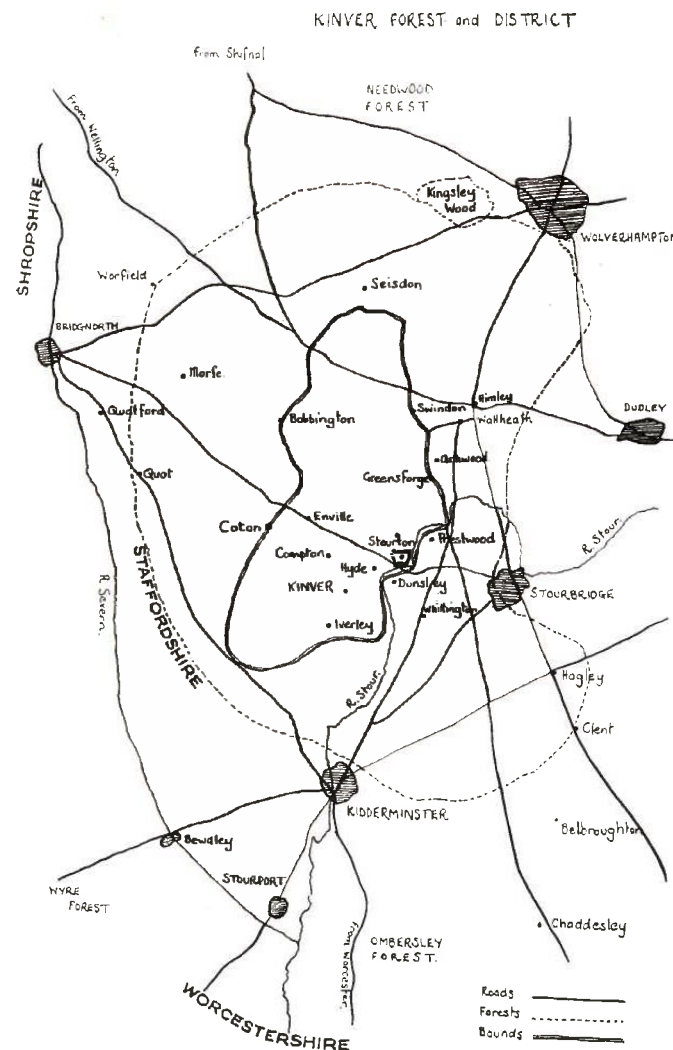 KINVER FOREST and DISTRICT
from Shifnal
NEEDWOOD
FOREST
from Wellington
SHROPSHIRE
Kingsley
Wood
WOLVERHAMPTON
Worfield
Seisdon
BRIDGNORTH
Morfe
Quatford
Bobbington
Swindon
Himley
Wallheath
DUDLEY
Ashwood
Quat
Greensforge
Coton
Enville
Stourton
Prestwood
R. Stour.
Compton
Hyde
Dunsley
STOURBRIDGE
KINVER
Whittington
STAFFORDSHIRE
R. Severn.
Iverley
R. Stour.
Hagley
Clent
KIDDERMINSTER
Belbroughton
Bewdley
STOURPORT
WYRE
FOREST
Chaddesley
from Worcester.
OMBERSLEY
FOREST.
WORCESTERSHIRE
Roads
Forests
Bounds